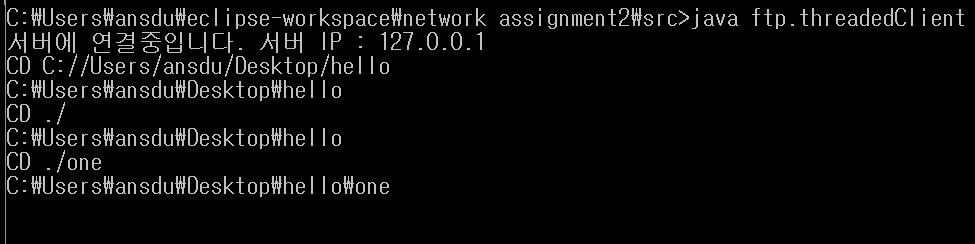 C:₩Users₩ansdu₩eclipse-workspace₩network assignment2₩src>java ftp.threadedClient
서버에 연결중입니다. 서버 IP : 127.0.0.1
CD C://Users/ansdu/Desktop/hello
C:₩Users₩ansdu₩Desktop₩hello
CD ./
C:₩Users₩ansdu₩Desktop₩hello
CD ./one
C:₩Users₩ansdu₩Desktop₩hello₩one